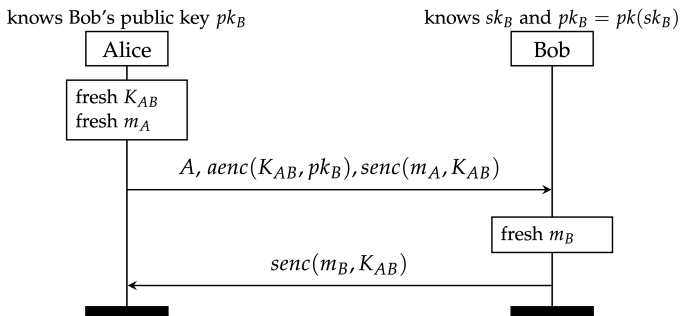 knows Bob's public key pk_B
knows sk_B and pk_B = pk(sk_B)
Alice
Bob
fresh K_AB
fresh m_A
A, aenc(K_AB, pk_B), senc(m_A, K_AB)
fresh m_B
senc(m_B, K_AB)